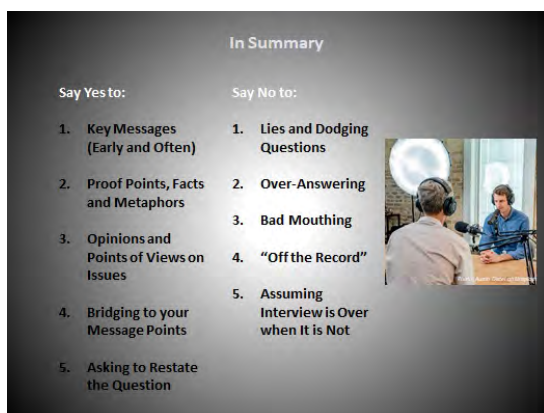 In Summary
Say Yes to:
1. Key Messages
(Early and Often)
2. Proof Points, Facts
and Metaphors
3. Opinions and
Points of Views on
Issues
4. Bridging to your
Message Points
5. Asking to Restate
the Question
Say No to:
1. Lies and Dodging
Questions
2. Over-Answering
3. Bad Mouthing
4. “Off the Record”
5. Assuming
Interview is Over
when It is Not